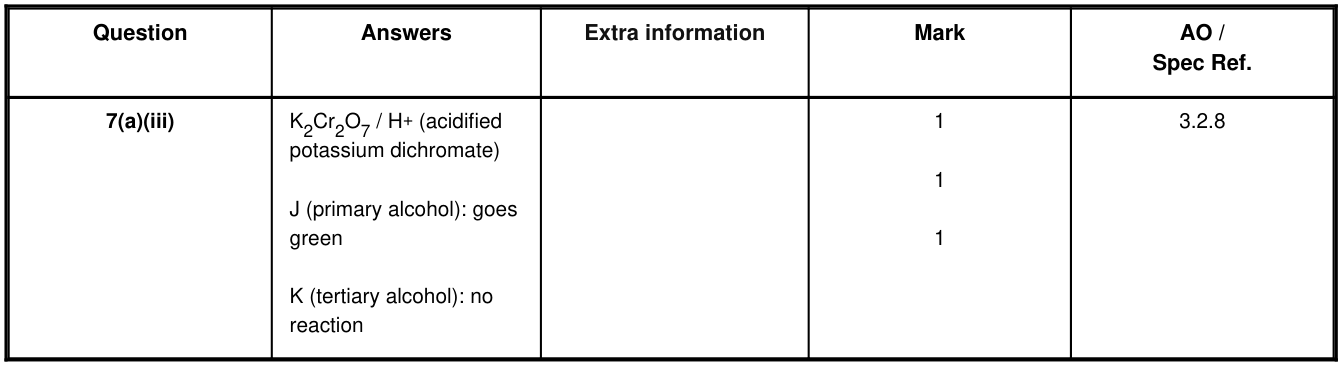 Question Answers Extra information Mark AO /
Spec Ref.
7(a)(iii) K2Cr2O7 / H+ (acidified 1 3.2.8
potassium dichromate)
1
J (primary alcohol): goes
green 1
K (tertiary alcohol): no
reaction